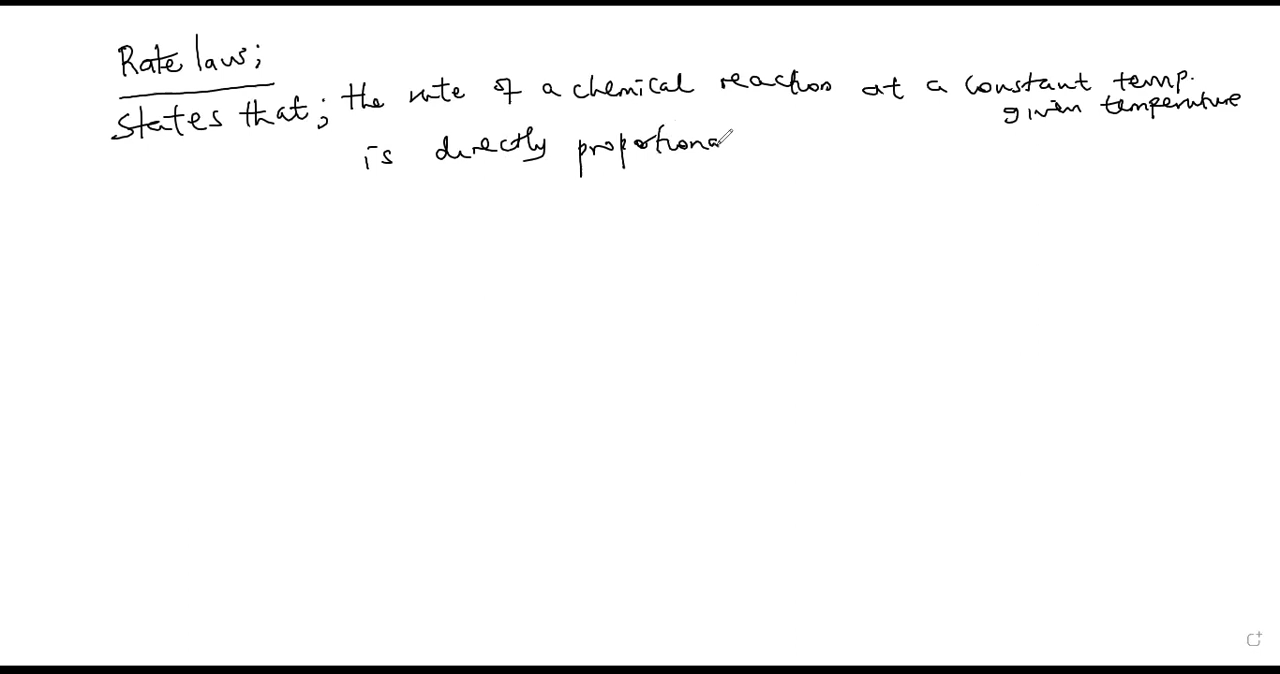 Rate law;
states that; the rate of a chemical reaction at a constant temp.
given temperature
is directly proportiona